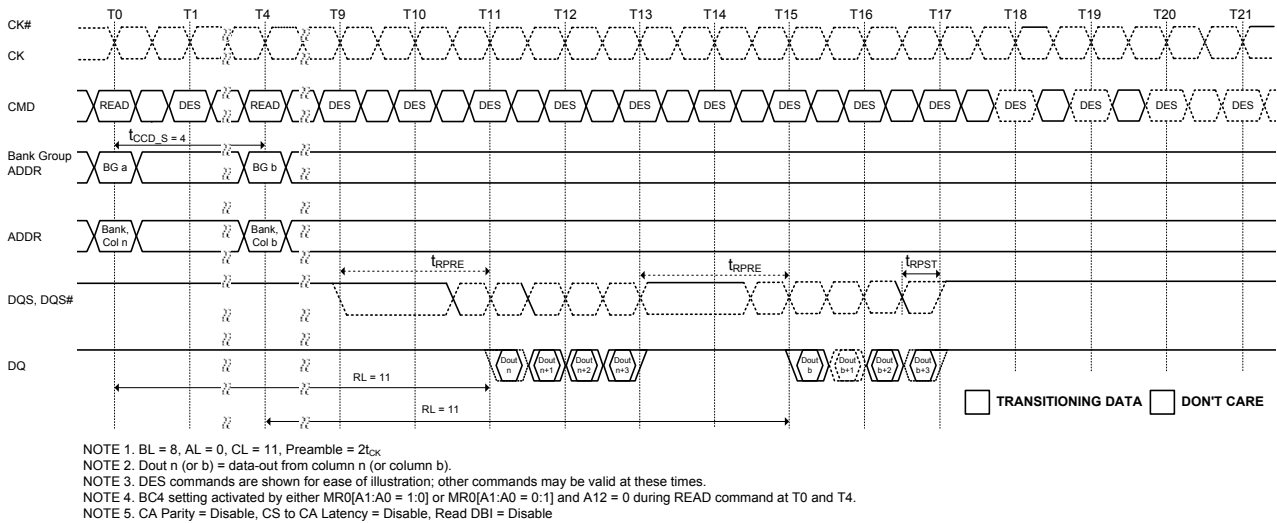 T0 T1 T4 T9 T10 T11 T12 T13 T14 T15 T16 T17 T18 T19 T20 T21
CK#
CK
CMD
READ DES READ DES DES DES DES DES DES DES DES DES DES DES DES DES
tCCD_S = 4
Bank Group
ADDR
BG a BG b
ADDR
Bank,
Col n
Bank,
Col b
tRPRE tRPRE tRPST
DQS, DQS#
DQ
Dout
n
Dout
n+1
Dout
n+2
Dout
n+3
Dout
b
Dout
b+1
Dout
b+2
Dout
b+3
RL = 11
RL = 11
TRANSITIONING DATA DON'T CARE
NOTE 1. BL = 8, AL = 0, CL = 11, Preamble = 2tCK
NOTE 2. Dout n (or b) = data-out from column n (or column b).
NOTE 3. DES commands are shown for ease of illustration; other commands may be valid at these times.
NOTE 4. BC4 setting activated by either MR0[A1:A0 = 1:0] or MR0[A1:A0 = 0:1] and A12 = 0 during READ command at T0 and T4.
NOTE 5. CA Parity = Disable, CS to CA Latency = Disable, Read DBI = Disable